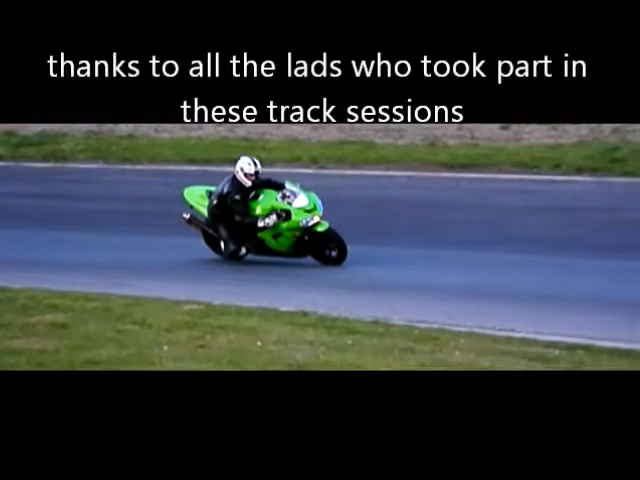 thanks to all the lads who took part in
these track sessions